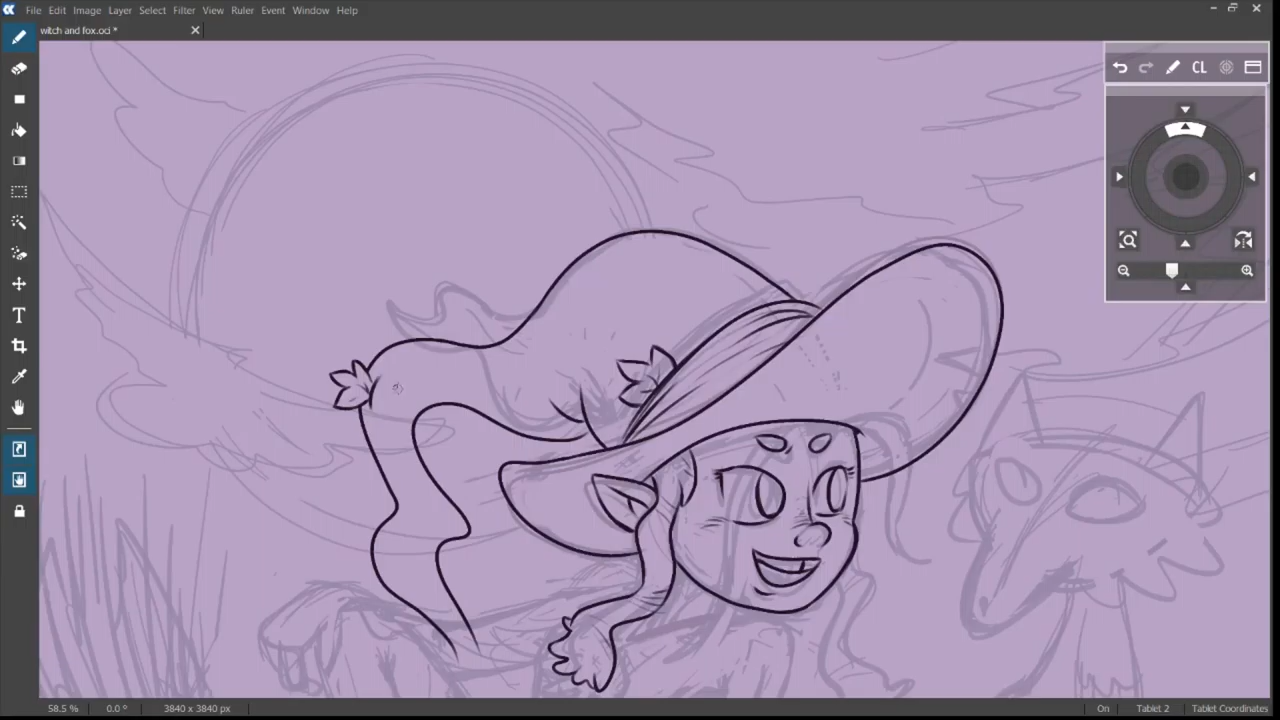 File Edit Image Layer Select Filter View Ruler Event Window Help
witch and fox.oci *
CL
58.5 % 0.0 ° 3840 x 3840 px On Tablet 2 Tablet Coordinates